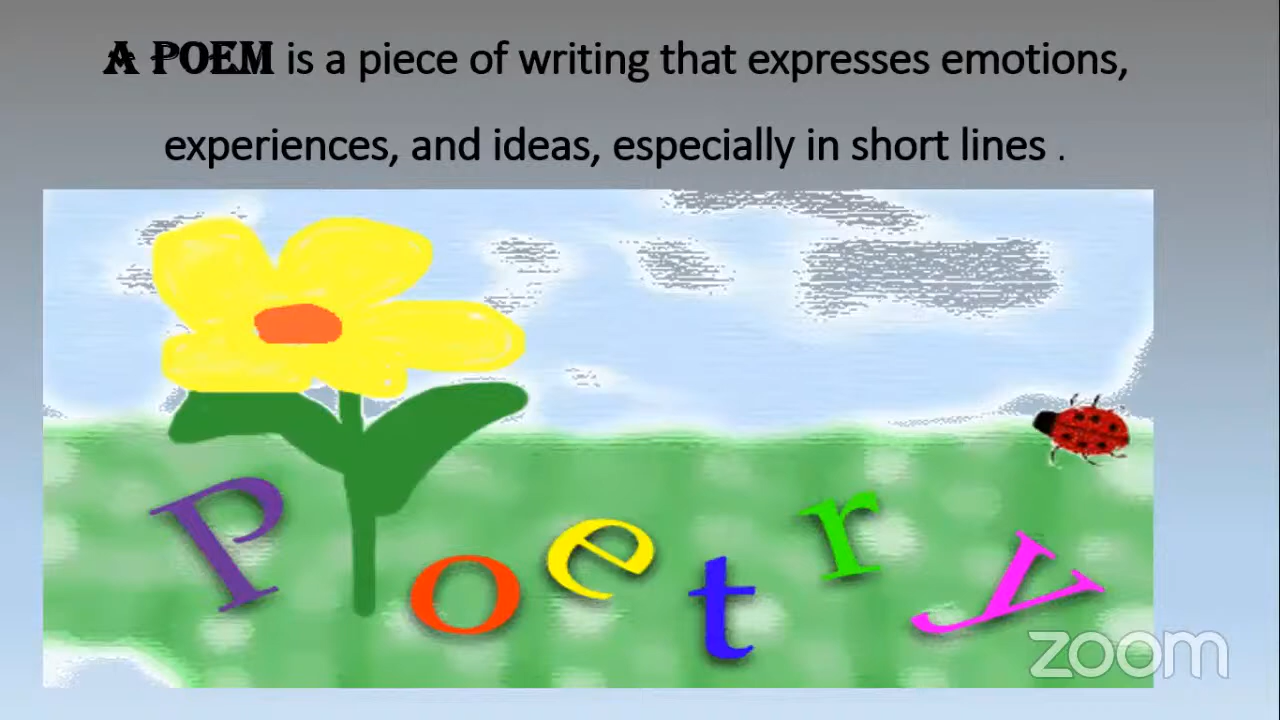 A POEM is a piece of writing that expresses emotions,
experiences, and ideas, especially in short lines .
Poetry
zoom